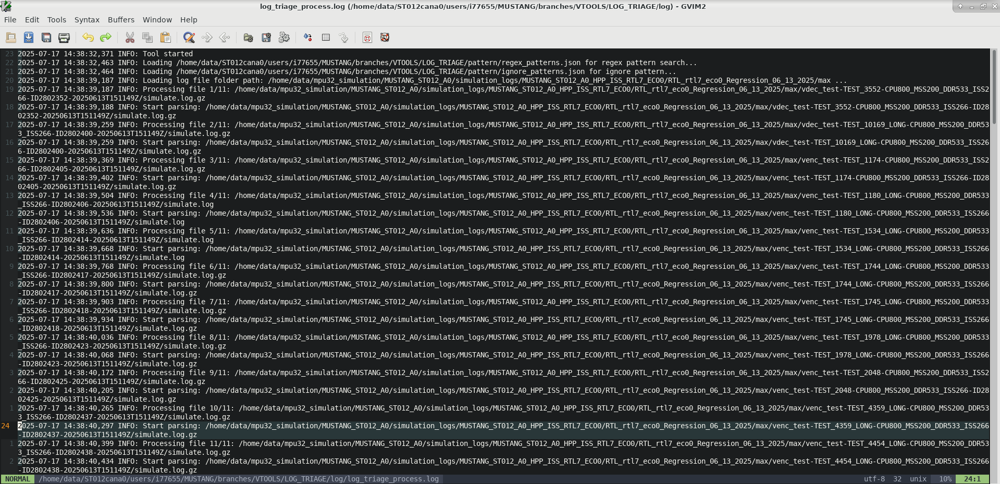 log_triage_process.log (/home/data/ST012cana0/users/i77655/MUSTANG/branches/VTOOLS/LOG_TRIAGE/log) - GVIM2
File Edit Tools Syntax Buffers Window Help
23 2025-07-17 14:38:32,371 INFO: Tool started
22 2025-07-17 14:38:32,463 INFO: Loading /home/data/ST012cana0/users/i77655/MUSTANG/branches/VTOOLS/LOG_TRIAGE/pattern/regex_patterns.json for regex pattern search...
21 2025-07-17 14:38:32,464 INFO: Loading /home/data/ST012cana0/users/i77655/MUSTANG/branches/VTOOLS/LOG_TRIAGE/pattern/ignore_patterns.json for ignore pattern...
20 2025-07-17 14:38:39,187 INFO: Loading log file folder path: /home/data/mpu32_simulation/MUSTANG_ST012_A0/simulation_logs/MUSTANG_ST012_A0_HPP_ISS_RTL7_ECO0/RTL_rtl7_eco0_Regression_06_13_2025/max ...
19 2025-07-17 14:38:39,187 INFO: Processing file 1/11: /home/data/mpu32_simulation/MUSTANG_ST012_A0/simulation_logs/MUSTANG_ST012_A0_HPP_ISS_RTL7_ECO0/RTL_rtl7_eco0_Regression_06_13_2025/max/vdec_test-TEST_3552-CPU800_MSS200_DDR533_ISS2
66-ID2802352-20250613T151149Z/simulate.log.gz
18 2025-07-17 14:38:39,188 INFO: Start parsing: /home/data/mpu32_simulation/MUSTANG_ST012_A0/simulation_logs/MUSTANG_ST012_A0_HPP_ISS_RTL7_ECO0/RTL_rtl7_eco0_Regression_06_13_2025/max/vdec_test-TEST_3552-CPU800_MSS200_DDR533_ISS266-ID28
02352-20250613T151149Z/simulate.log.gz
17 2025-07-17 14:38:39,259 INFO: Processing file 2/11: /home/data/mpu32_simulation/MUSTANG_ST012_A0/simulation_logs/MUSTANG_ST012_A0_HPP_ISS_RTL7_ECO0/RTL_rtl7_eco0_Regression_06_13_2025/max/vdec_test-TEST_10169_LONG-CPU800_MSS200_DDR53
3_ISS266-ID2802400-20250613T151149Z/simulate.log.gz
16 2025-07-17 14:38:39,259 INFO: Start parsing: /home/data/mpu32_simulation/MUSTANG_ST012_A0/simulation_logs/MUSTANG_ST012_A0_HPP_ISS_RTL7_ECO0/RTL_rtl7_eco0_Regression_06_13_2025/max/vdec_test-TEST_10169_LONG-CPU800_MSS200_DDR533_ISS26
6-ID2802400-20250613T151149Z/simulate.log.gz
15 2025-07-17 14:38:39,369 INFO: Processing file 3/11: /home/data/mpu32_simulation/MUSTANG_ST012_A0/simulation_logs/MUSTANG_ST012_A0_HPP_ISS_RTL7_ECO0/RTL_rtl7_eco0_Regression_06_13_2025/max/venc_test-TEST_1174-CPU800_MSS200_DDR533_ISS2
66-ID2802405-20250613T151149Z/simulate.log.gz
14 2025-07-17 14:38:39,402 INFO: Start parsing: /home/data/mpu32_simulation/MUSTANG_ST012_A0/simulation_logs/MUSTANG_ST012_A0_HPP_ISS_RTL7_ECO0/RTL_rtl7_eco0_Regression_06_13_2025/max/venc_test-TEST_1174-CPU800_MSS200_DDR533_ISS266-ID28
02405-20250613T151149Z/simulate.log.gz
13 2025-07-17 14:38:39,504 INFO: Processing file 4/11: /home/data/mpu32_simulation/MUSTANG_ST012_A0/simulation_logs/MUSTANG_ST012_A0_HPP_ISS_RTL7_ECO0/RTL_rtl7_eco0_Regression_06_13_2025/max/venc_test-TEST_1180_LONG-CPU800_MSS200_DDR533
_ISS266-ID2802406-20250613T151149Z/simulate.log
12 2025-07-17 14:38:39,536 INFO: Start parsing: /home/data/mpu32_simulation/MUSTANG_ST012_A0/simulation_logs/MUSTANG_ST012_A0_HPP_ISS_RTL7_ECO0/RTL_rtl7_eco0_Regression_06_13_2025/max/venc_test-TEST_1180_LONG-CPU800_MSS200_DDR533_ISS266
-ID2802406-20250613T151149Z/simulate.log
11 2025-07-17 14:38:39,636 INFO: Processing file 5/11: /home/data/mpu32_simulation/MUSTANG_ST012_A0/simulation_logs/MUSTANG_ST012_A0_HPP_ISS_RTL7_ECO0/RTL_rtl7_eco0_Regression_06_13_2025/max/venc_test-TEST_1534_LONG-CPU800_MSS200_DDR533
_ISS266-ID2802414-20250613T151149Z/simulate.log
10 2025-07-17 14:38:39,668 INFO: Start parsing: /home/data/mpu32_simulation/MUSTANG_ST012_A0/simulation_logs/MUSTANG_ST012_A0_HPP_ISS_RTL7_ECO0/RTL_rtl7_eco0_Regression_06_13_2025/max/venc_test-TEST_1534_LONG-CPU800_MSS200_DDR533_ISS266
-ID2802414-20250613T151149Z/simulate.log
9 2025-07-17 14:38:39,768 INFO: Processing file 6/11: /home/data/mpu32_simulation/MUSTANG_ST012_A0/simulation_logs/MUSTANG_ST012_A0_HPP_ISS_RTL7_ECO0/RTL_rtl7_eco0_Regression_06_13_2025/max/venc_test-TEST_1744_LONG-CPU800_MSS200_DDR533
_ISS266-ID2802417-20250613T151149Z/simulate.log.gz
8 2025-07-17 14:38:39,800 INFO: Start parsing: /home/data/mpu32_simulation/MUSTANG_ST012_A0/simulation_logs/MUSTANG_ST012_A0_HPP_ISS_RTL7_ECO0/RTL_rtl7_eco0_Regression_06_13_2025/max/venc_test-TEST_1744_LONG-CPU800_MSS200_DDR533_ISS266
-ID2802417-20250613T151149Z/simulate.log.gz
7 2025-07-17 14:38:39,903 INFO: Processing file 7/11: /home/data/mpu32_simulation/MUSTANG_ST012_A0/simulation_logs/MUSTANG_ST012_A0_HPP_ISS_RTL7_ECO0/RTL_rtl7_eco0_Regression_06_13_2025/max/venc_test-TEST_1745_LONG-CPU800_MSS200_DDR533
_ISS266-ID2802418-20250613T151149Z/simulate.log.gz
6 2025-07-17 14:38:39,934 INFO: Start parsing: /home/data/mpu32_simulation/MUSTANG_ST012_A0/simulation_logs/MUSTANG_ST012_A0_HPP_ISS_RTL7_ECO0/RTL_rtl7_eco0_Regression_06_13_2025/max/venc_test-TEST_1745_LONG-CPU800_MSS200_DDR533_ISS266
-ID2802418-20250613T151149Z/simulate.log.gz
5 2025-07-17 14:38:40,036 INFO: Processing file 8/11: /home/data/mpu32_simulation/MUSTANG_ST012_A0/simulation_logs/MUSTANG_ST012_A0_HPP_ISS_RTL7_ECO0/RTL_rtl7_eco0_Regression_06_13_2025/max/venc_test-TEST_1978_LONG-CPU800_MSS200_DDR533
_ISS266-ID2802423-20250613T151149Z/simulate.log.gz
4 2025-07-17 14:38:40,068 INFO: Start parsing: /home/data/mpu32_simulation/MUSTANG_ST012_A0/simulation_logs/MUSTANG_ST012_A0_HPP_ISS_RTL7_ECO0/RTL_rtl7_eco0_Regression_06_13_2025/max/venc_test-TEST_1978_LONG-CPU800_MSS200_DDR533_ISS266
-ID2802423-20250613T151149Z/simulate.log.gz
3 2025-07-17 14:38:40,172 INFO: Processing file 9/11: /home/data/mpu32_simulation/MUSTANG_ST012_A0/simulation_logs/MUSTANG_ST012_A0_HPP_ISS_RTL7_ECO0/RTL_rtl7_eco0_Regression_06_13_2025/max/venc_test-TEST_2048-CPU800_MSS200_DDR533_ISS2
66-ID2802425-20250613T151149Z/simulate.log.gz
2 2025-07-17 14:38:40,205 INFO: Start parsing: /home/data/mpu32_simulation/MUSTANG_ST012_A0/simulation_logs/MUSTANG_ST012_A0_HPP_ISS_RTL7_ECO0/RTL_rtl7_eco0_Regression_06_13_2025/max/venc_test-TEST_2048-CPU800_MSS200_DDR533_ISS266-ID28
02425-20250613T151149Z/simulate.log.gz
1 2025-07-17 14:38:40,265 INFO: Processing file 10/11: /home/data/mpu32_simulation/MUSTANG_ST012_A0/simulation_logs/MUSTANG_ST012_A0_HPP_ISS_RTL7_ECO0/RTL_rtl7_eco0_Regression_06_13_2025/max/venc_test-TEST_4359_LONG-CPU800_MSS200_DDR53
3_ISS266-ID2802437-20250613T151149Z/simulate.log.gz
24 2025-07-17 14:38:40,297 INFO: Start parsing: /home/data/mpu32_simulation/MUSTANG_ST012_A0/simulation_logs/MUSTANG_ST012_A0_HPP_ISS_RTL7_ECO0/RTL_rtl7_eco0_Regression_06_13_2025/max/venc_test-TEST_4359_LONG-CPU800_MSS200_DDR533_ISS266
-ID2802437-20250613T151149Z/simulate.log.gz
1 2025-07-17 14:38:40,399 INFO: Processing file 11/11: /home/data/mpu32_simulation/MUSTANG_ST012_A0/simulation_logs/MUSTANG_ST012_A0_HPP_ISS_RTL7_ECO0/RTL_rtl7_eco0_Regression_06_13_2025/max/venc_test-TEST_4454_LONG-CPU800_MSS200_DDR53
3_ISS266-ID2802438-20250613T151149Z/simulate.log.gz
2 2025-07-17 14:38:40,434 INFO: Start parsing: /home/data/mpu32_simulation/MUSTANG_ST012_A0/simulation_logs/MUSTANG_ST012_A0_HPP_ISS_RTL7_ECO0/RTL_rtl7_eco0_Regression_06_13_2025/max/venc_test-TEST_4454_LONG-CPU800_MSS200_DDR533_ISS266
-ID2802438-20250613T151149Z/simulate.log.gz
NORMAL /home/data/ST012cana0/users/i77655/MUSTANG/branches/VTOOLS/LOG_TRIAGE/log/log_triage_process.log utf-8 32 unix 10% 24:1